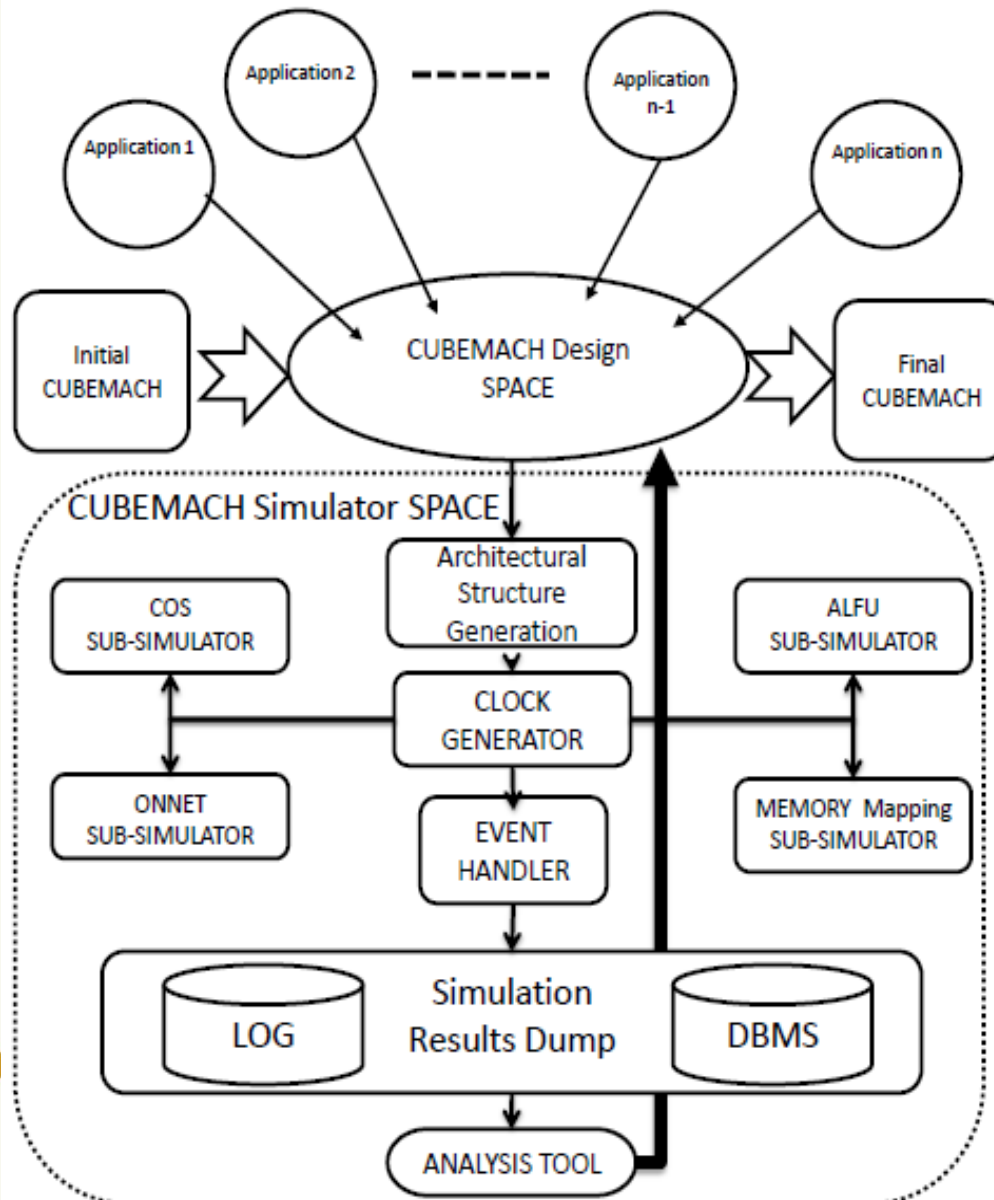 Application 1
Application 2
Application
n-1
Application n
Initial
CUBEMACH
CUBEMACH Design
SPACE
Final
CUBEMACH
CUBEMACH Simulator SPACE
Architectural
Structure
Generation
COS
SUB-SIMULATOR
ALFU
SUB-SIMULATOR
CLOCK
GENERATOR
ONNET
SUB-SIMULATOR
EVENT
HANDLER
MEMORY Mapping
SUB-SIMULATOR
LOG
Simulation
Results Dump
DBMS
ANALYSIS TOOL